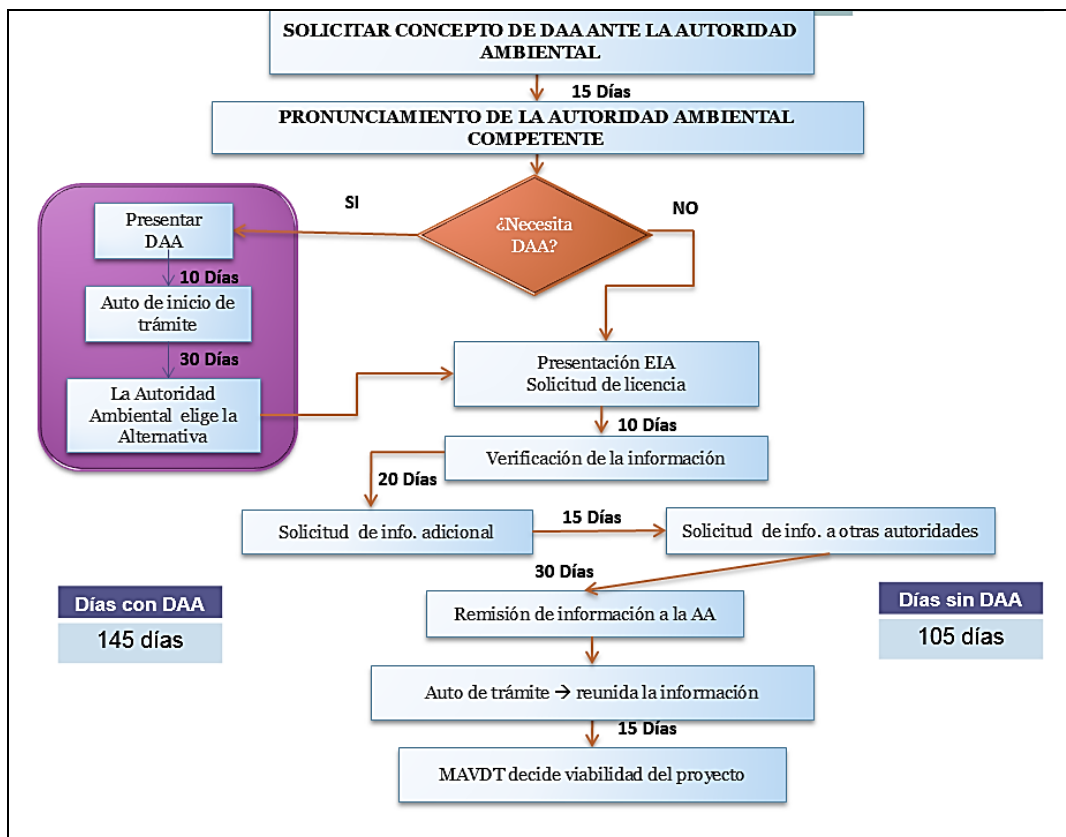 SOLICITAR CONCEPTO DE DAA ANTE LA AUTORIDAD
AMBIENTAL
15 Días
PRONUNCIAMIENTO DE LA AUTORIDAD AMBIENTAL
COMPETENTE
SI
NO
¿Necesita
DAA?
Presentar
DAA
10 Días
Auto de inicio de
trámite
30 Días
La Autoridad
Ambiental elige la
Alternativa
Presentación EIA
Solicitud de licencia
10 Días
Verificación de la información
20 Días
Solicitud de info. adicional
15 Días
Solicitud de info. a otras autoridades
30 Días
Remisión de información a la AA
Días con DAA
145 días
Días sin DAA
105 días
Auto de trámite → reunida la información
15 Días
MAVDT decide viabilidad del proyecto